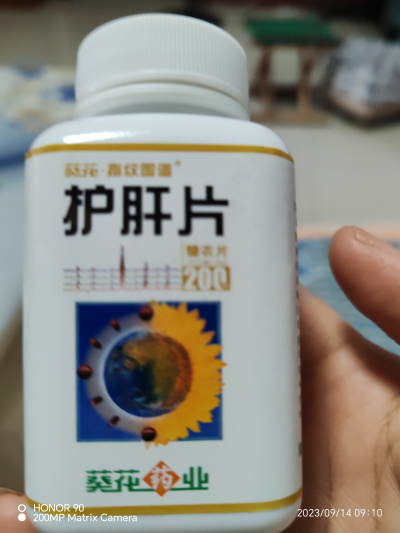 葵花·指纹图谱®
护肝片
糖衣片
200
葵花药业
HONOR 90
200MP Matrix Camera
2023/09/14 09:10